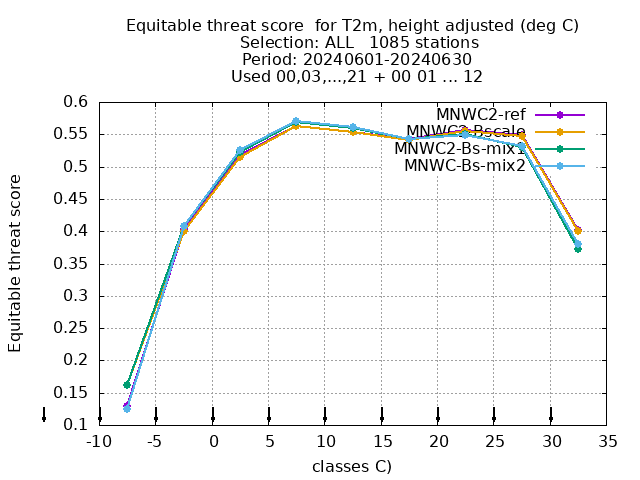 Equitable threat score  for T2m, height adjusted (deg C)
Selection: ALL   1085 stations
Period: 20240601-20240630
Used 00,03,...,21 + 00 01 ... 12
0.6
0.55
0.5
0.45
0.4
0.35
0.3
0.25
0.2
0.15
0.1
Equitable threat score
MNWC2-ref
MNWC2-Bscale
MNWC2-Bs-mix1
MNWC-Bs-mix2
-10 -5 0 5 10 15 20 25 30 35
classes C)